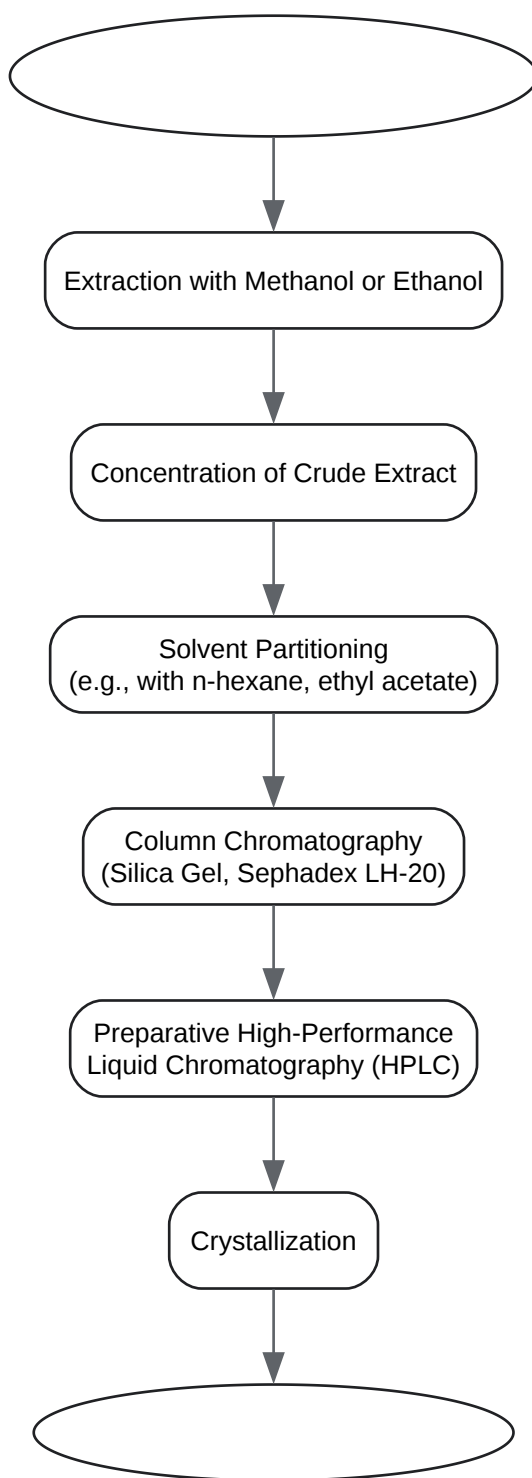 Extraction with Methanol or Ethanol
Concentration of Crude Extract
Solvent Partitioning
(e.g., with n-hexane, ethyl acetate)
Column Chromatography
(Silica Gel, Sephadex LH-20)
Preparative High-Performance
Liquid Chromatography (HPLC)
Crystallization